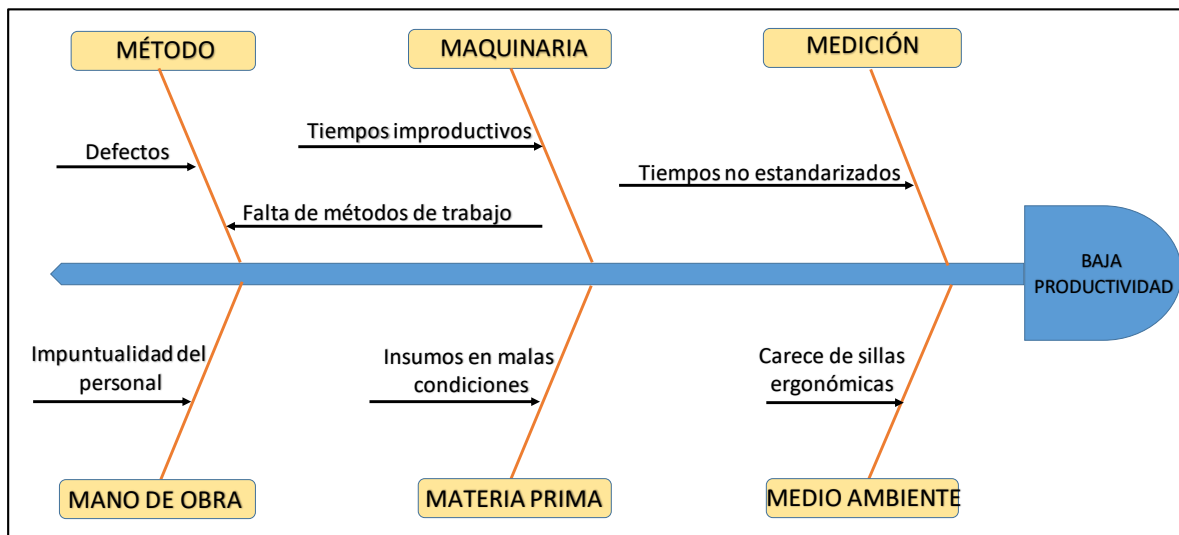 MÉTODO
MAQUINARIA
MEDICIÓN
Tiempos improductivos
Defectos
Tiempos no estandarizados
Falta de métodos de trabajo
BAJA
PRODUCTIVIDAD
Impuntualidad del
personal
Insumos en malas
condiciones
Carece de sillas
ergonómicas
MANO DE OBRA
MATERIA PRIMA
MEDIO AMBIENTE